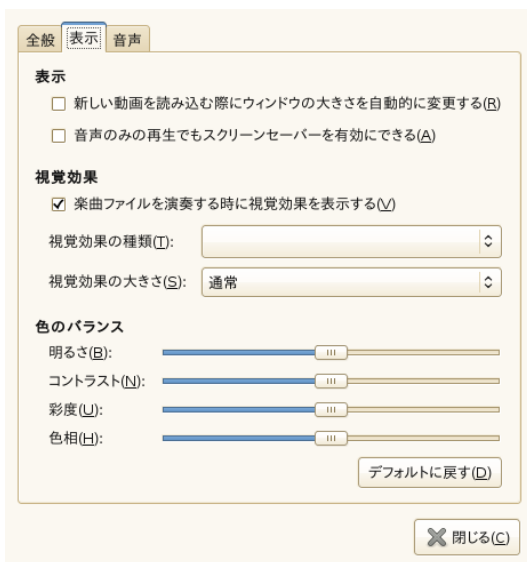 全般 表示 音声
表示
新しい動画を読み込む際にウィンドウの大きさを自動的に変更する(R)
音声のみの再生でもスクリーンセーバーを有効にできる(A)
視覚効果
楽曲ファイルを演奏する時に視覚効果を表示する(V)
視覚効果の種類(T):
視覚効果の大きさ(S): 通常
色のバランス
明るさ(B):
コントラスト(N):
彩度(U):
色相(H):
デフォルトに戻す(D)
閉じる(C)